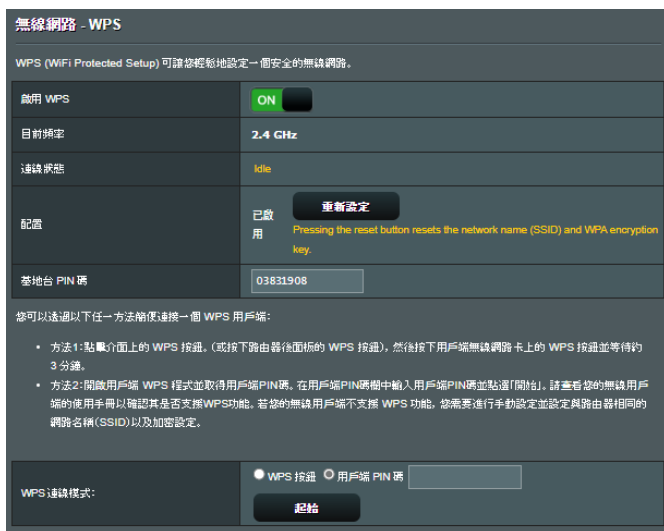 無線網路 - WPS
WPS (WiFi Protected Setup) 可讓您輕鬆地設定一個安全的無線網路。
啟用 WPS
ON
目前頻率
2.4 GHz
連線狀態
Idle
配置
已啟
用
重新設定
Pressing the reset button resets the network name (SSID) and WPA encryption
key.
基地台 PIN 碼
03831908
您可以透過以下任一方法簡便連接一個 WPS 用戶端:
• 方法1:點擊介面上的 WPS 按鈕。(或按下路由器後面板的 WPS 按鈕), 然後按下用戶端無線網路卡上的 WPS 按鈕並等待約
3 分鐘。
• 方法2:開啟用戶端 WPS 程式並取得用戶端PIN碼。在用戶端PIN碼欄中輸入用戶端PIN碼並點選「開始」。請查看您的無線用戶
端的使用手冊以確認其是否支援WPS功能。若您的無線用戶端不支援 WPS 功能, 您需要進行手動設定並設定與路由器相同的
網路名稱(SSID)以及加密設定。
WPS 連線模式:
WPS 按鈕 用戶端 PIN 碼
起始